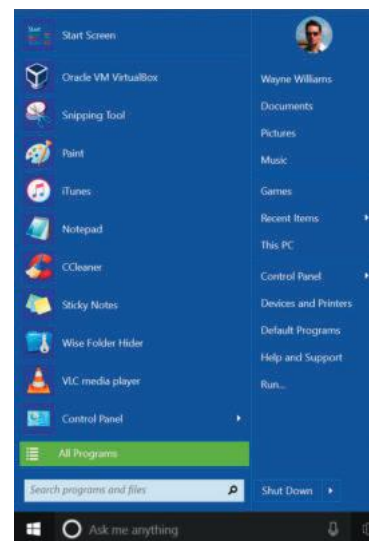 Start
Start Screen
Oracle VM VirtualBox
Snipping Tool
Paint
iTunes
Notepad
CCleaner
Sticky Notes
Wise Folder Hider
VLC media player
Control Panel
All Programs
Search programs and files
Wayne Williams
Documents
Pictures
Music
Games
Recent Items
This PC
Control Panel
Devices and Printers
Default Programs
Help and Support
Run...
Shut Down
Ask me anything